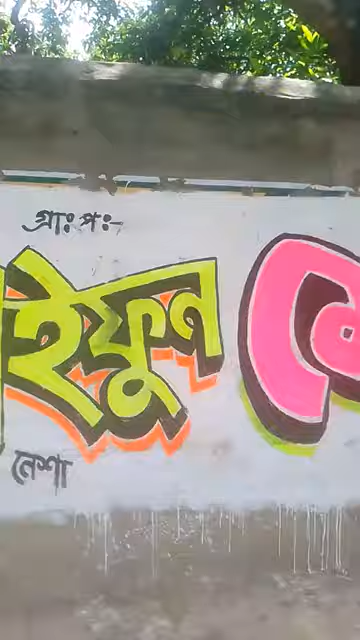 গ্রাঃ পঃ-
াইফুন
নেশা